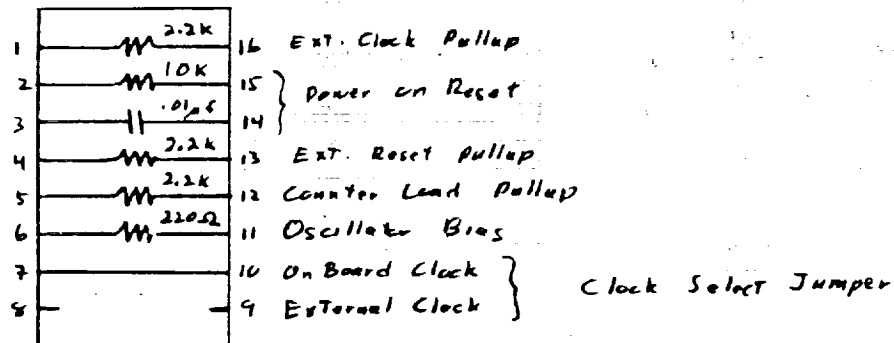 1 2.2K 16 Ext. Clock Pullup
2 10K 15 Power on Reset
3 .01μf 14
4 2.2K 13 Ext. Reset Pullup
5 2.2K 12 Counter Load Pullup
6 220Ω 11 Oscillator Bias
7 10 On Board Clock
8 9 External Clock
Clock Select Jumper